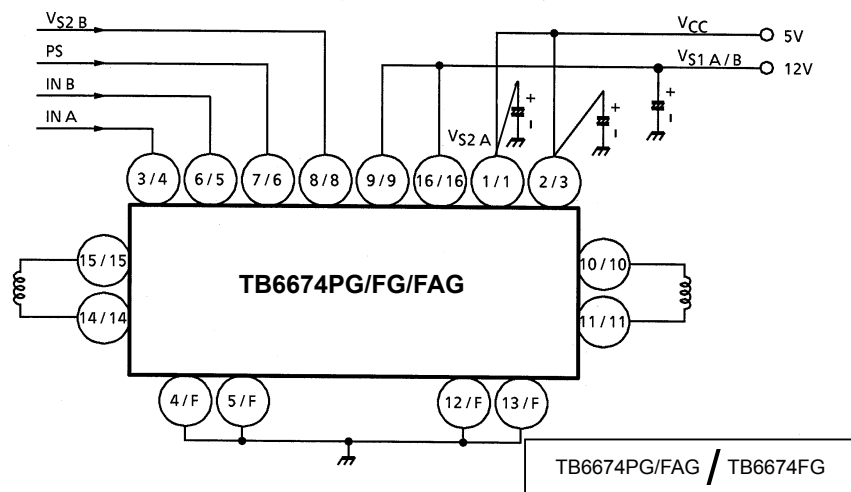 VS2 B
PS
IN B
IN A
VCC
5V
VS1 A / B
12V
VS2 A
+
-
+
-
+
-
3 / 4
6 / 5
7 / 6
8 / 8
9 / 9
16 / 16
1 / 1
2 / 3
15 / 15
14 / 14
TB6674PG/FG/FAG
10 / 10
11 / 11
4 / F
5 / F
12 / F
13 / F
TB6674PG/FAG / TB6674FG